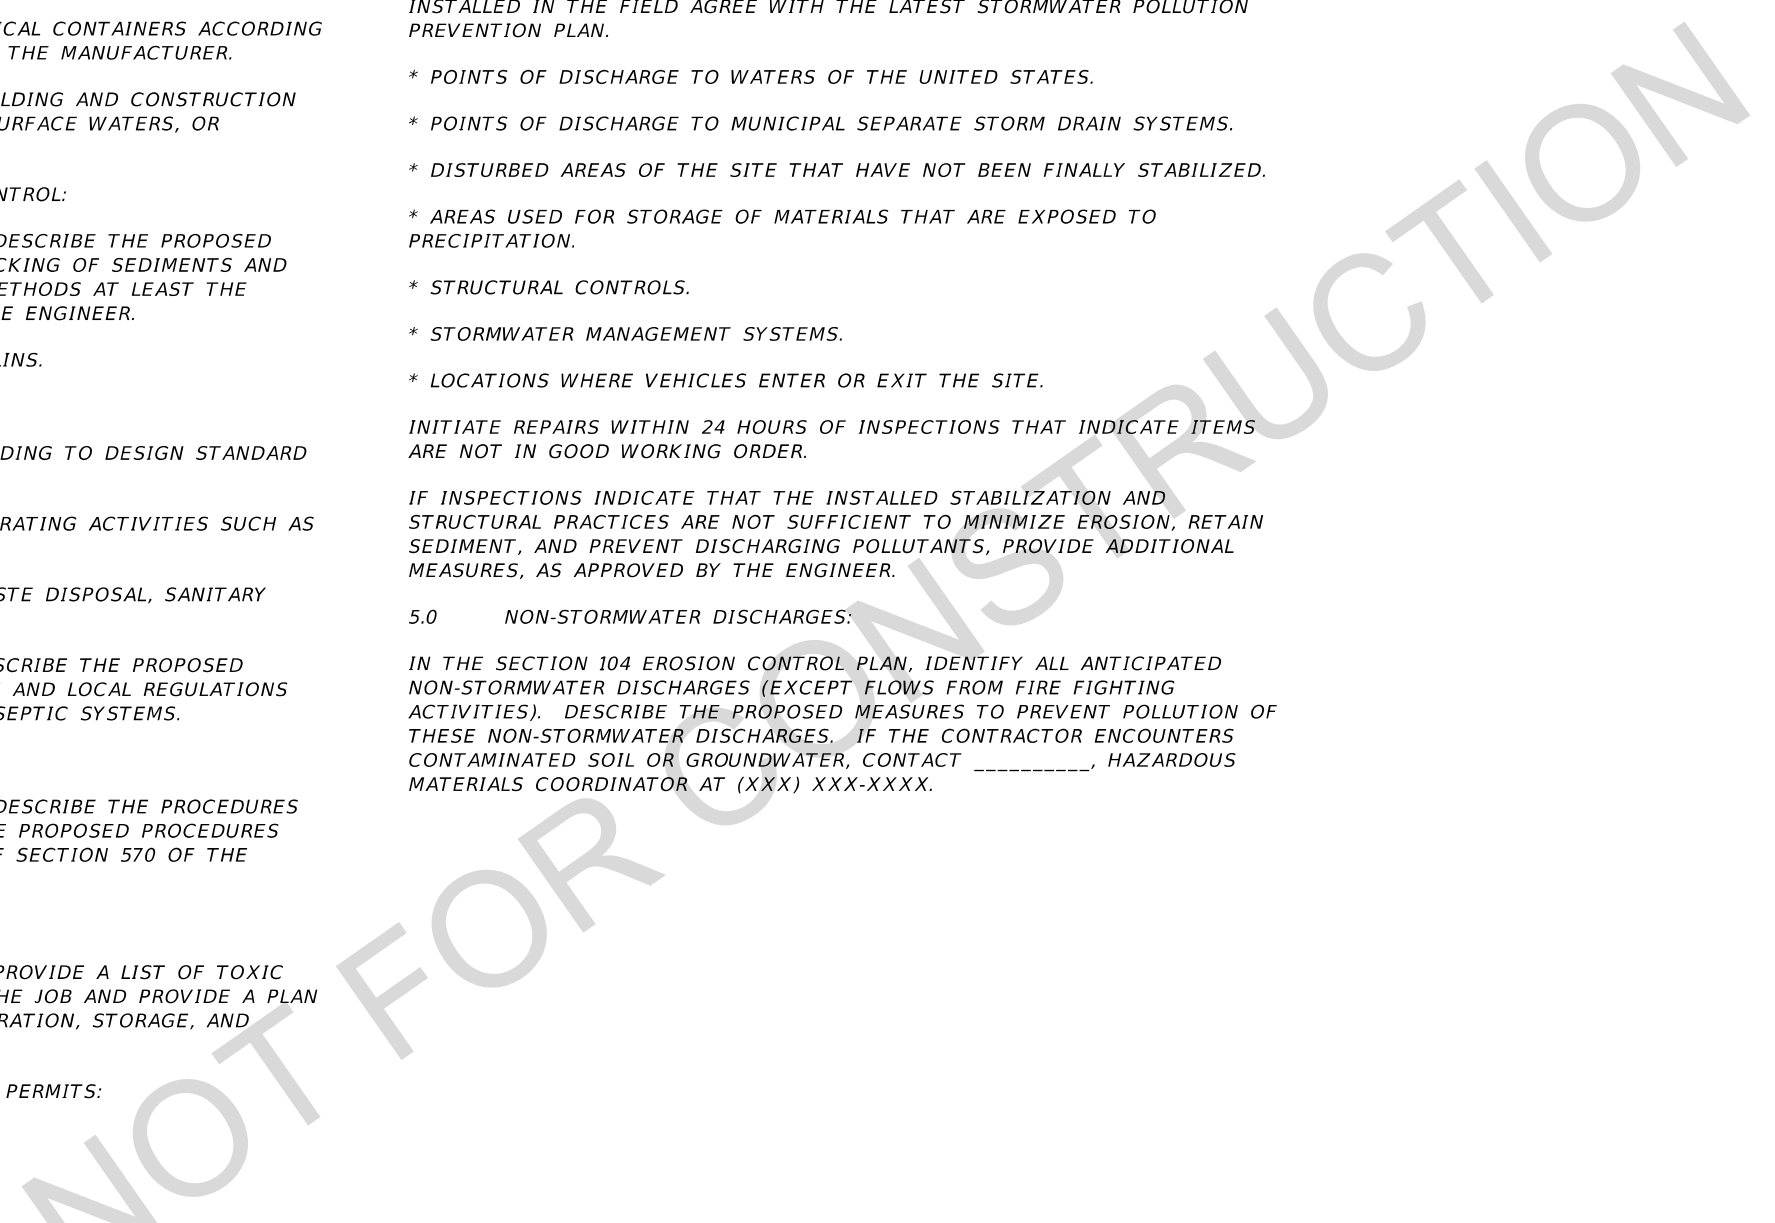 ICAL CONTAINERS ACCORDING
THE MANUFACTURER.
LDING AND CONSTRUCTION
URFACE WATERS, OR
NTROL:
DESCRIBE THE PROPOSED
CKING OF SEDIMENTS AND
ETHODS AT LEAST THE
E ENGINEER.
INS.
DING TO DESIGN STANDARD
RATING ACTIVITIES SUCH AS
STE DISPOSAL, SANITARY
SCRIBE THE PROPOSED
AND LOCAL REGULATIONS
SEPTIC SYSTEMS.
DESCRIBE THE PROCEDURES
E PROPOSED PROCEDURES
F SECTION 570 OF THE
PROVIDE A LIST OF TOXIC
HE JOB AND PROVIDE A PLAN
RATION, STORAGE, AND
PERMITS:
INSTALLED IN THE FIELD AGREE WITH THE LATEST STORMWATER POLLUTION
PREVENTION PLAN.
* POINTS OF DISCHARGE TO WATERS OF THE UNITED STATES.
* POINTS OF DISCHARGE TO MUNICIPAL SEPARATE STORM DRAIN SYSTEMS.
* DISTURBED AREAS OF THE SITE THAT HAVE NOT BEEN FINALLY STABILIZED.
* AREAS USED FOR STORAGE OF MATERIALS THAT ARE EXPOSED TO
PRECIPITATION.
* STRUCTURAL CONTROLS.
* STORMWATER MANAGEMENT SYSTEMS.
* LOCATIONS WHERE VEHICLES ENTER OR EXIT THE SITE.
INITIATE REPAIRS WITHIN 24 HOURS OF INSPECTIONS THAT INDICATE ITEMS
ARE NOT IN GOOD WORKING ORDER.
IF INSPECTIONS INDICATE THAT THE INSTALLED STABILIZATION AND
STRUCTURAL PRACTICES ARE NOT SUFFICIENT TO MINIMIZE EROSION, RETAIN
SEDIMENT, AND PREVENT DISCHARGING POLLUTANTS, PROVIDE ADDITIONAL
MEASURES, AS APPROVED BY THE ENGINEER.
5.0 NON-STORMWATER DISCHARGES:
IN THE SECTION 104 EROSION CONTROL PLAN, IDENTIFY ALL ANTICIPATED
NON-STORMWATER DISCHARGES (EXCEPT FLOWS FROM FIRE FIGHTING
ACTIVITIES). DESCRIBE THE PROPOSED MEASURES TO PREVENT POLLUTION OF
THESE NON-STORMWATER DISCHARGES. IF THE CONTRACTOR ENCOUNTERS
CONTAMINATED SOIL OR GROUNDWATER, CONTACT __________, HAZARDOUS
MATERIALS COORDINATOR AT (XXX) XXX-XXXX.
NOT FOR CONSTRUCTION